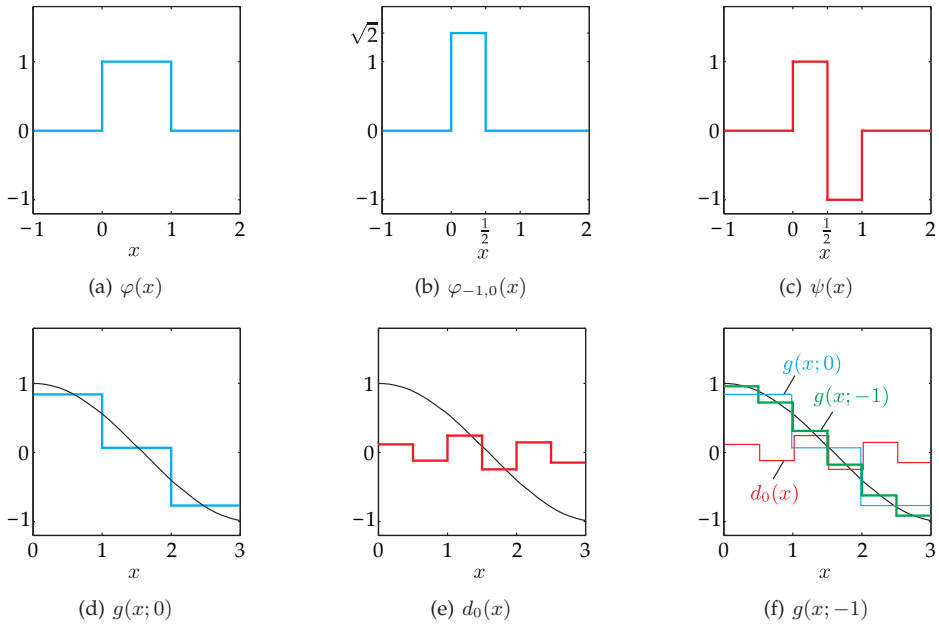 1
0
−1
−1 0 1 2
x
(a) φ(x)
√2
1
0
−1
−1 0 1/2 1 2
x
(b) φ−1,0(x)
1
0
−1
−1 0 1/2 1 2
x
(c) ψ(x)
1
0
−1
0 1 2 3
x
(d) g(x; 0)
1
0
−1
0 1 2 3
x
(e) d0(x)
1
0
−1
g(x; 0)
g(x; −1)
d0(x)
0 1 2 3
x
(f) g(x; −1)